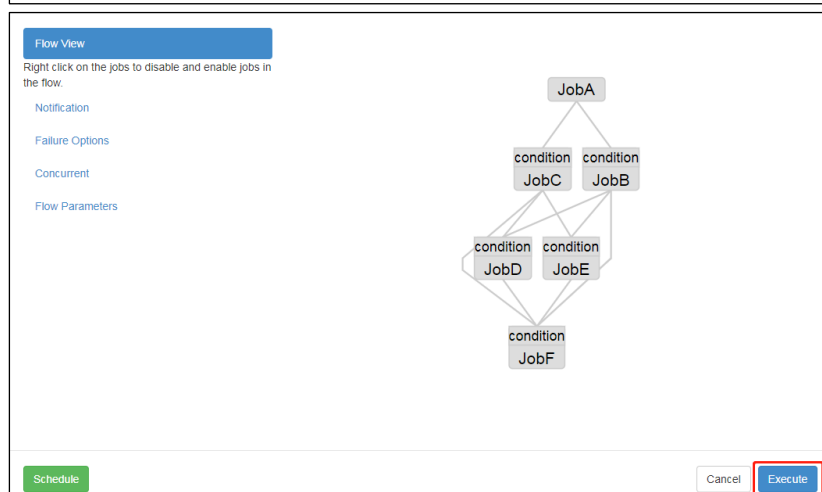 Flow View
Right click on the jobs to disable and enable jobs in
the flow.
Notification
Failure Options
Concurrent
Flow Parameters
JobA
condition condition
JobC JobB
condition condition
JobD JobE
condition
JobF
Schedule Cancel Execute